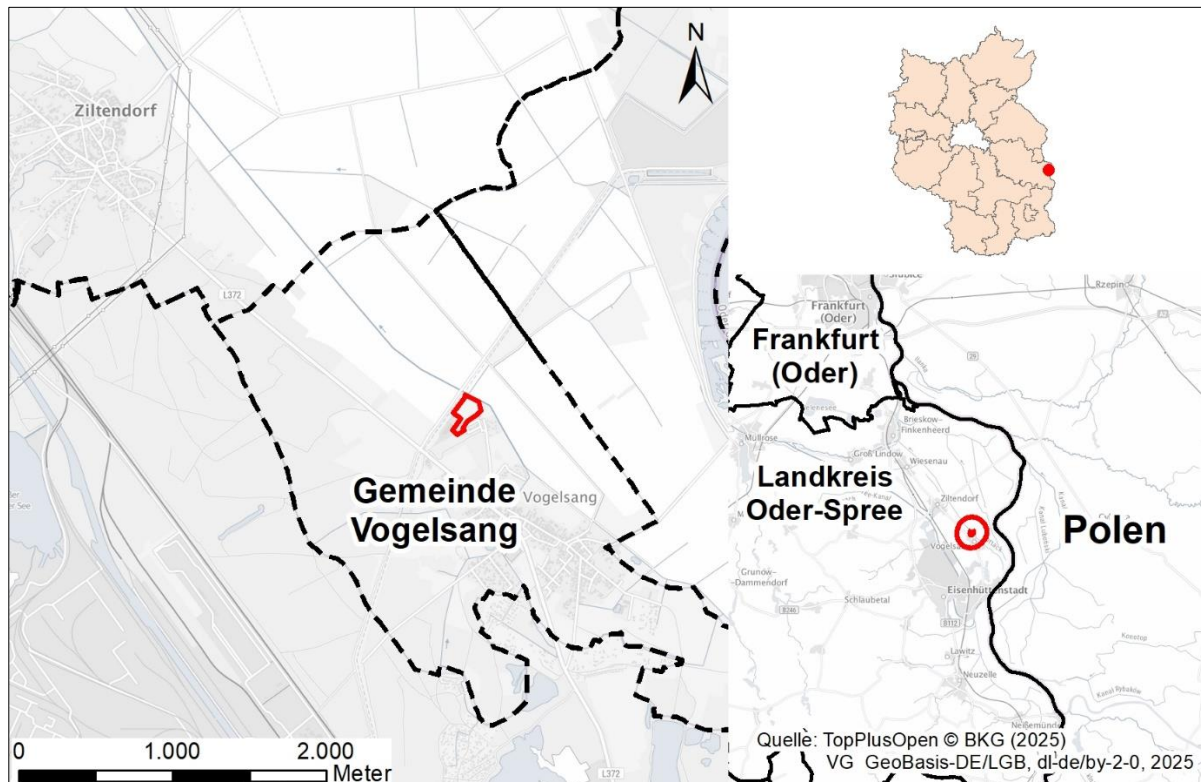 Ziltendorf
N
L372
L372
Gemeinde
Vogelsang
Vogelsang
0 1.000 2.000
Meter
Rzepin
Frankfurt
(Oder)
Frankfurt
(Oder)
Müllrose
Brieskow-
Finkenheerd
Groß Lindow
Wiesenau
Landkreis
Oder-Spree
Ziltendorf
Polen
Grunow-
Dammendorf
Schlaubetal
Eisenhüttenstadt
B246
B112
Lawitz
Neuzelle
Neißemünde
Quelle: TopPlusOpen © BKG (2025)
VG GeoBasis-DE/LGB, dl-de/by-2-0, 2025